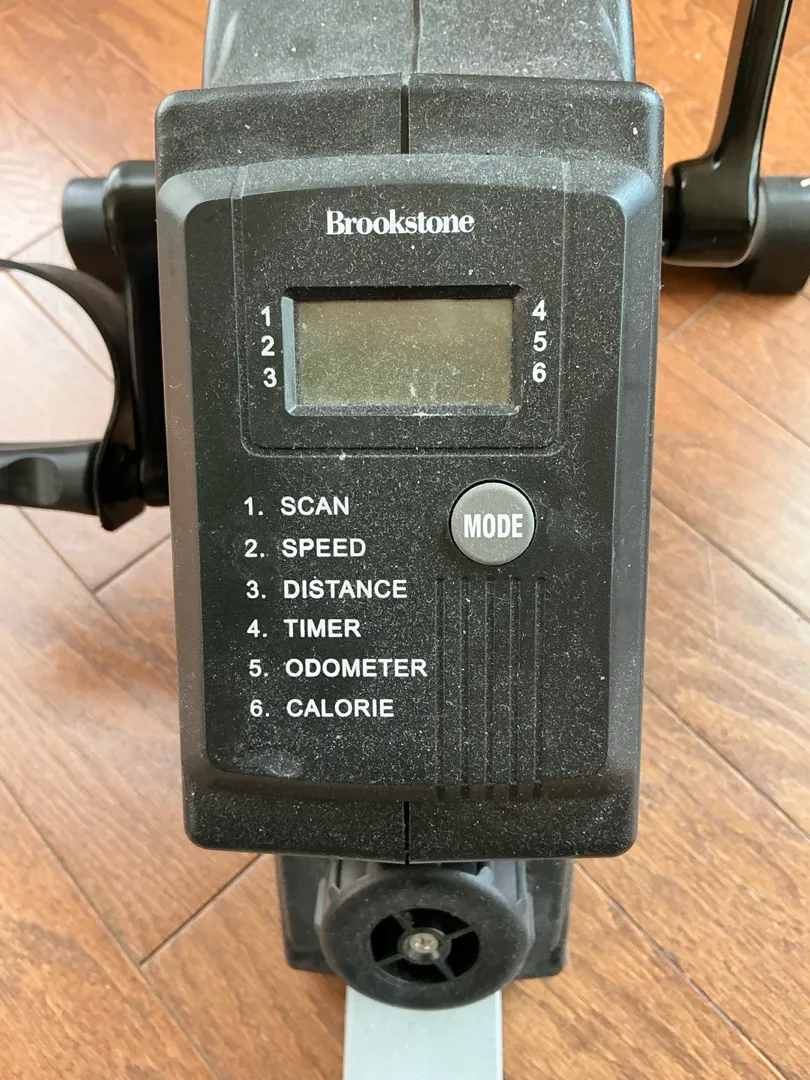 Brookstone
1 4
2 5
3 6
1. SCAN
MODE
2. SPEED
3. DISTANCE
4. TIMER
5. ODOMETER
6. CALORIE